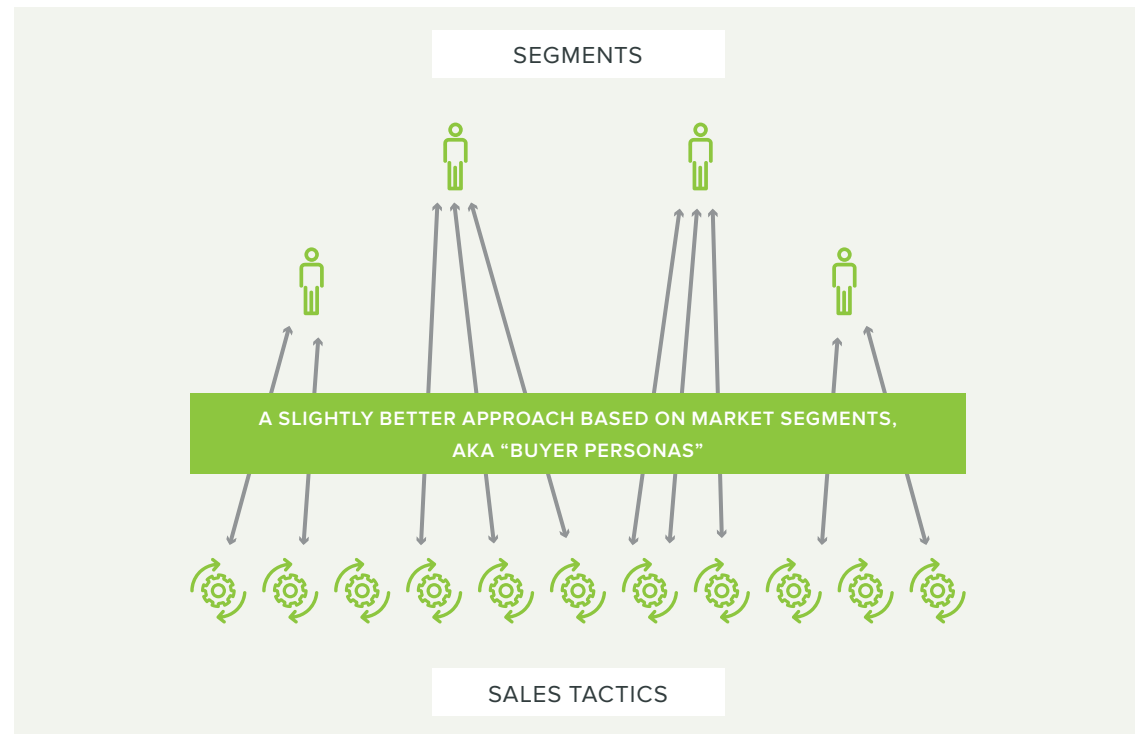 SEGMENTS
A SLIGHTLY BETTER APPROACH BASED ON MARKET SEGMENTS,
AKA “BUYER PERSONAS”
SALES TACTICS